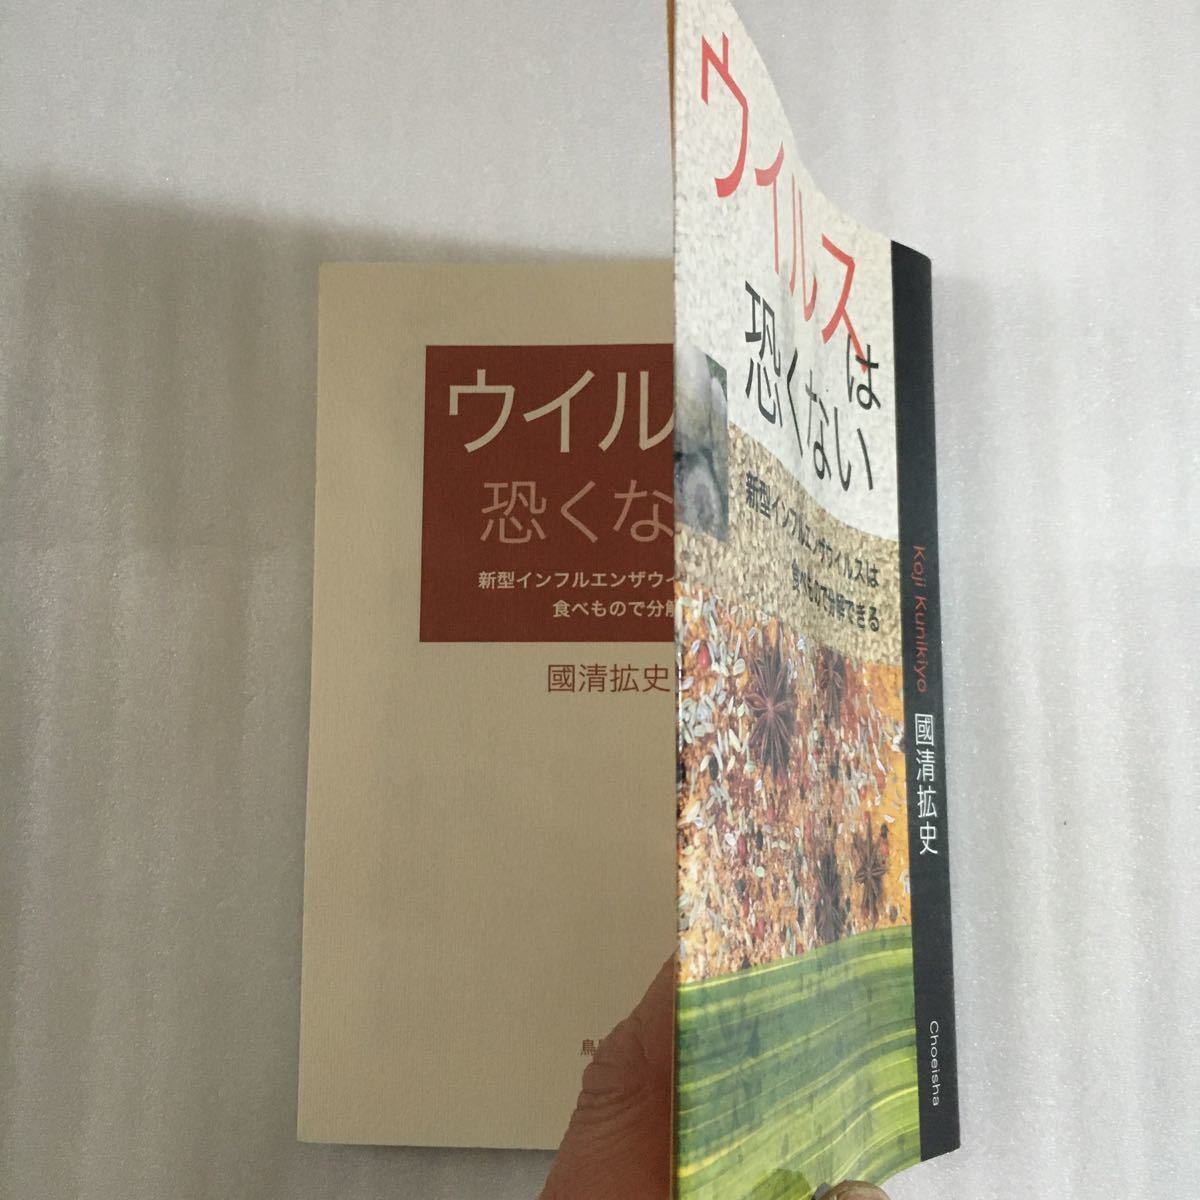 ウイル
恐くな
新型インフルエンザウイ
食べもので分解
國清拡史
鳥
ウイルスは
恐くない
新型インフルエンザウイルスは
食べもので分解できる
Koji Kunikiyo
國清拡史
Choeisha